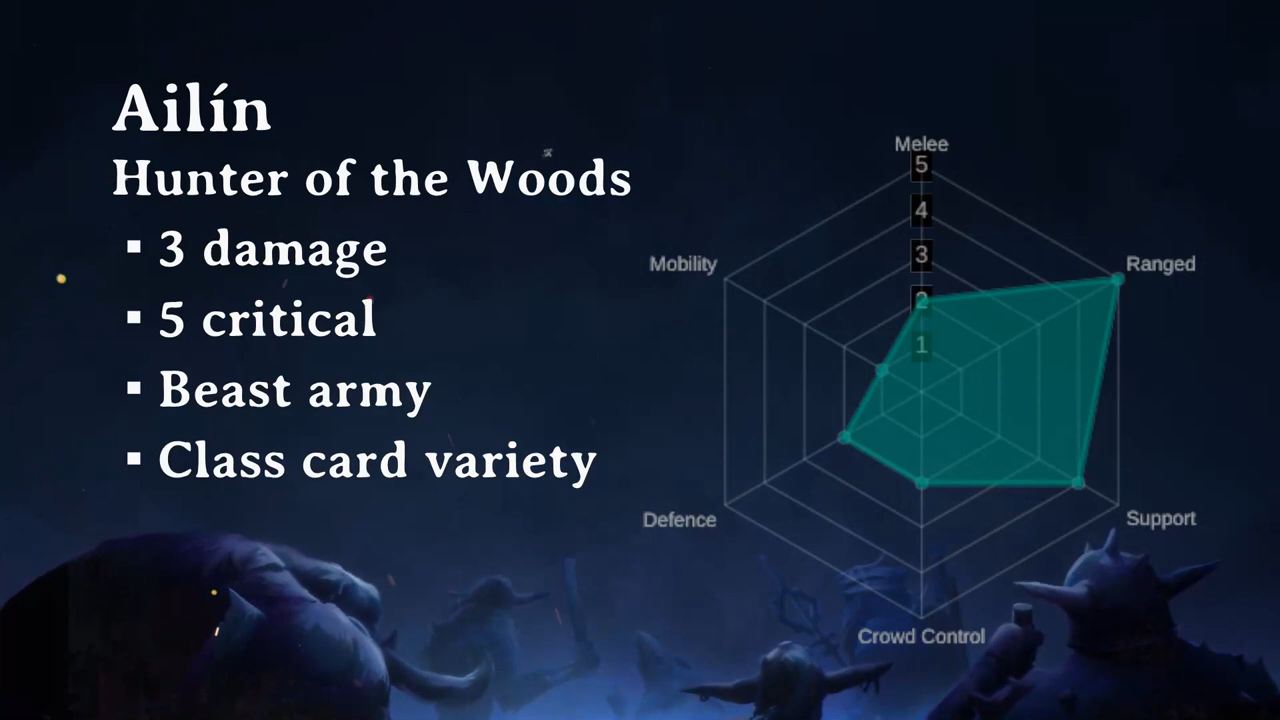 Ailín
Hunter of the Woods
▪ 3 damage
▪ 5 critical
▪ Beast army
▪ Class card variety
Melee
5
4
3
2
1
Mobility
Ranged
Defence
Support
Crowd Control